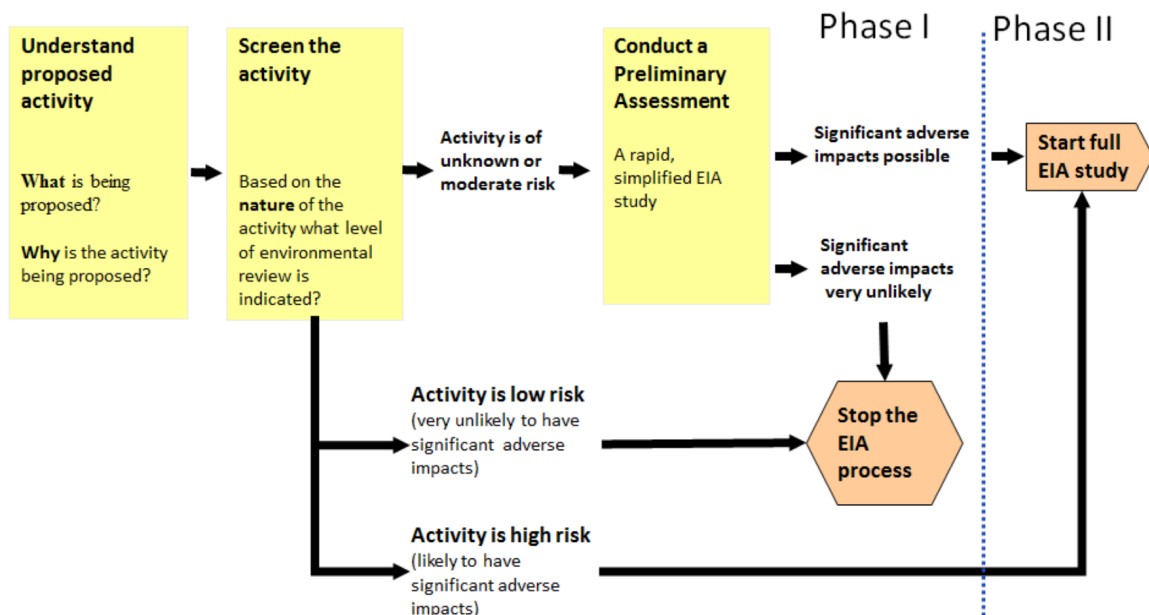 Phase I
Phase II
Understand
proposed
activity
What is being
proposed?
Why is the activity
being proposed?
Screen the
activity
Based on the
nature of the
activity what level
of environmental
review is
indicated?
Activity is of
unknown or
moderate risk
Conduct a
Preliminary
Assessment
A rapid,
simplified EIA
study
Significant adverse
impacts possible
Start full
EIA study
Significant
adverse impacts
very unlikely
Activity is low risk
(very unlikely to have
significant adverse
impacts)
Stop the
EIA
process
Activity is high risk
(likely to have
significant adverse
impacts)